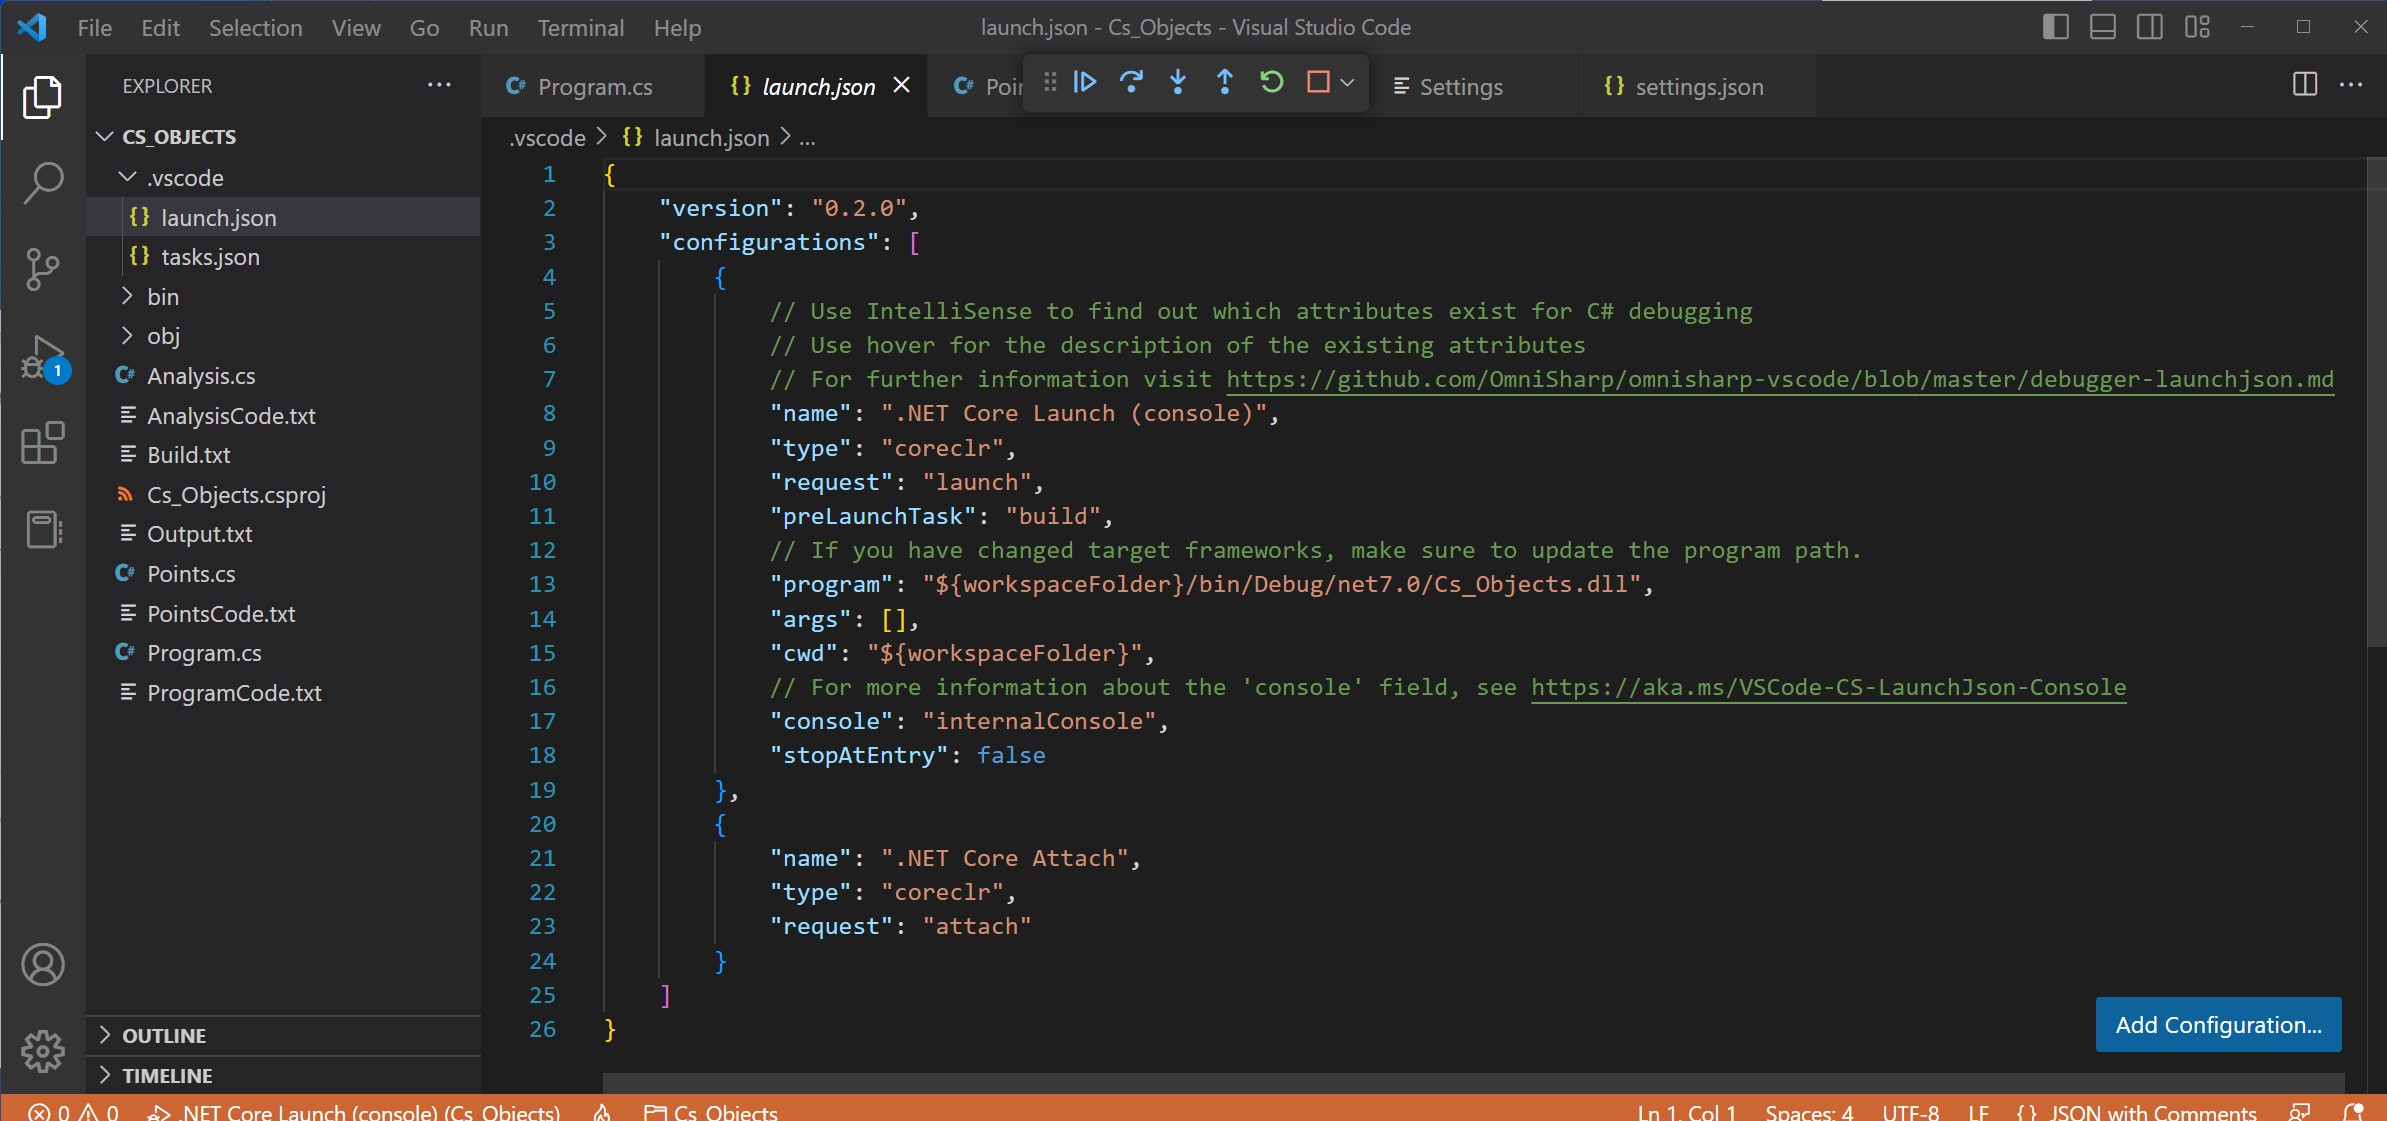 File Edit Selection View Go Run Terminal Help
launch.json - Cs_Objects - Visual Studio Code
EXPLORER
CS_OBJECTS
.vscode
launch.json
tasks.json
bin
obj
Analysis.cs
AnalysisCode.txt
Build.txt
Cs_Objects.csproj
Output.txt
Points.cs
PointsCode.txt
Program.cs
ProgramCode.txt
OUTLINE
TIMELINE
1
Program.cs
launch.json
Poi
Settings
settings.json
.vscode > {} launch.json > ...
1 {
2 "version": "0.2.0",
3 "configurations": [
4 {
5 // Use IntelliSense to find out which attributes exist for C# debugging
6 // Use hover for the description of the existing attributes
7 // For further information visit https://github.com/OmniSharp/omnisharp-vscode/blob/master/debugger-launchjson.md
8 "name": ".NET Core Launch (console)",
9 "type": "coreclr",
10 "request": "launch",
11 "preLaunchTask": "build",
12 // If you have changed target frameworks, make sure to update the program path.
13 "program": "${workspaceFolder}/bin/Debug/net7.0/Cs_Objects.dll",
14 "args": [],
15 "cwd": "${workspaceFolder}",
16 // For more information about the 'console' field, see https://aka.ms/VSCode-CS-LaunchJson-Console
17 "console": "internalConsole",
18 "stopAtEntry": false
19 },
20 {
21 "name": ".NET Core Attach",
22 "type": "coreclr",
23 "request": "attach"
24 }
25 ]
26 }
Add Configuration...
0 0 .NET Core Launch (console) (Cs_Objects) Cs_Objects
Ln 1, Col 1 Spaces: 4 UTF-8 LF {} JSON with Comments